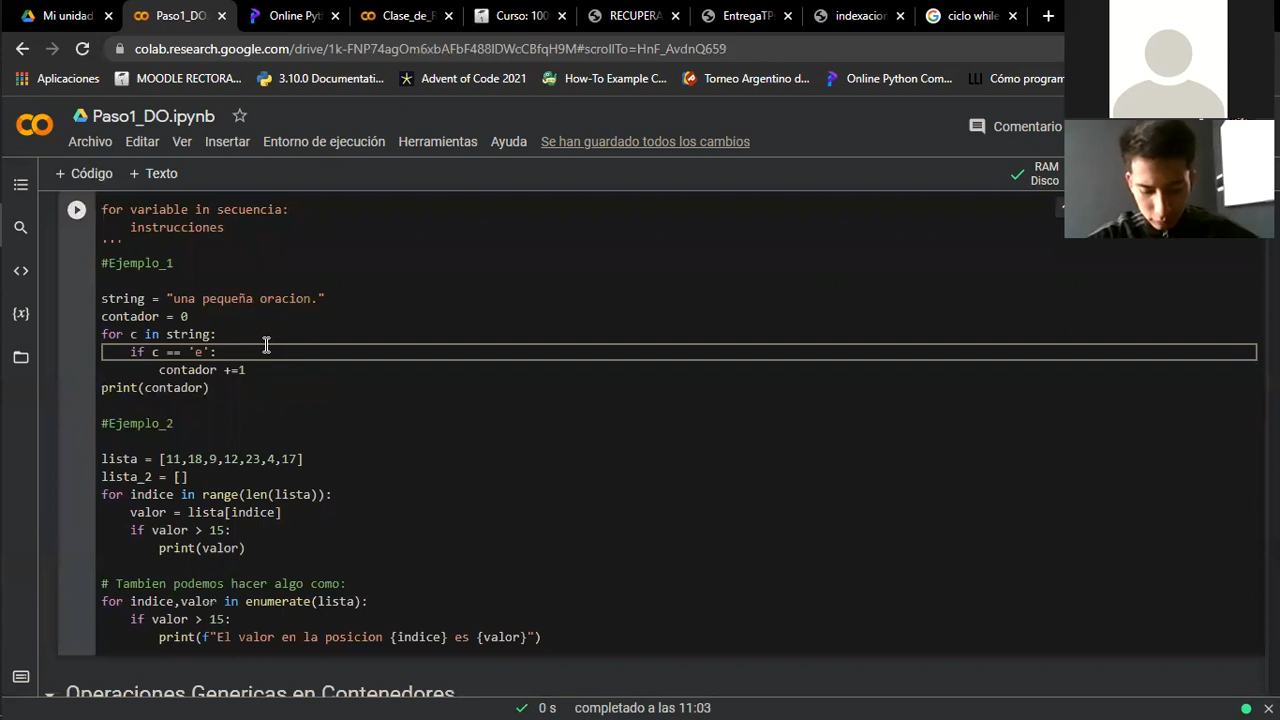 Mi unidad
Paso1_DO.
Online Pyth
Clase_de_F
Curso: 100
RECUPERA
EntregaTP
indexacion
ciclo while
colab.research.google.com/drive/1k-FNP74agOm6xbAFbF488IDWcCBfqH9M#scrollTo=HnF_AvdnQ659
Aplicaciones
MOODLE RECTORA...
3.10.0 Documentati...
Advent of Code 2021
How-To Example C...
Torneo Argentino d...
Online Python Com...
Cómo program
Paso1_DO.ipynb
Comentario
Archivo Editar Ver Insertar Entorno de ejecución Herramientas Ayuda Se han guardado todos los cambios
+ Código + Texto
RAM
Disco
for variable in secuencia:
    instrucciones
'''
#Ejemplo_1
string = "una pequeña oracion."
contador = 0
for c in string:
    if c == 'e':
        contador +=1
print(contador)
#Ejemplo_2
lista = [11,18,9,12,23,4,17]
lista_2 = []
for indice in range(len(lista)):
    valor = lista[indice]
    if valor > 15:
        print(valor)
# Tambien podemos hacer algo como:
for indice,valor in enumerate(lista):
    if valor > 15:
        print(f"El valor en la posicion {indice} es {valor}")
Operaciones Genericas en Contenedores
0 s completado a las 11:03